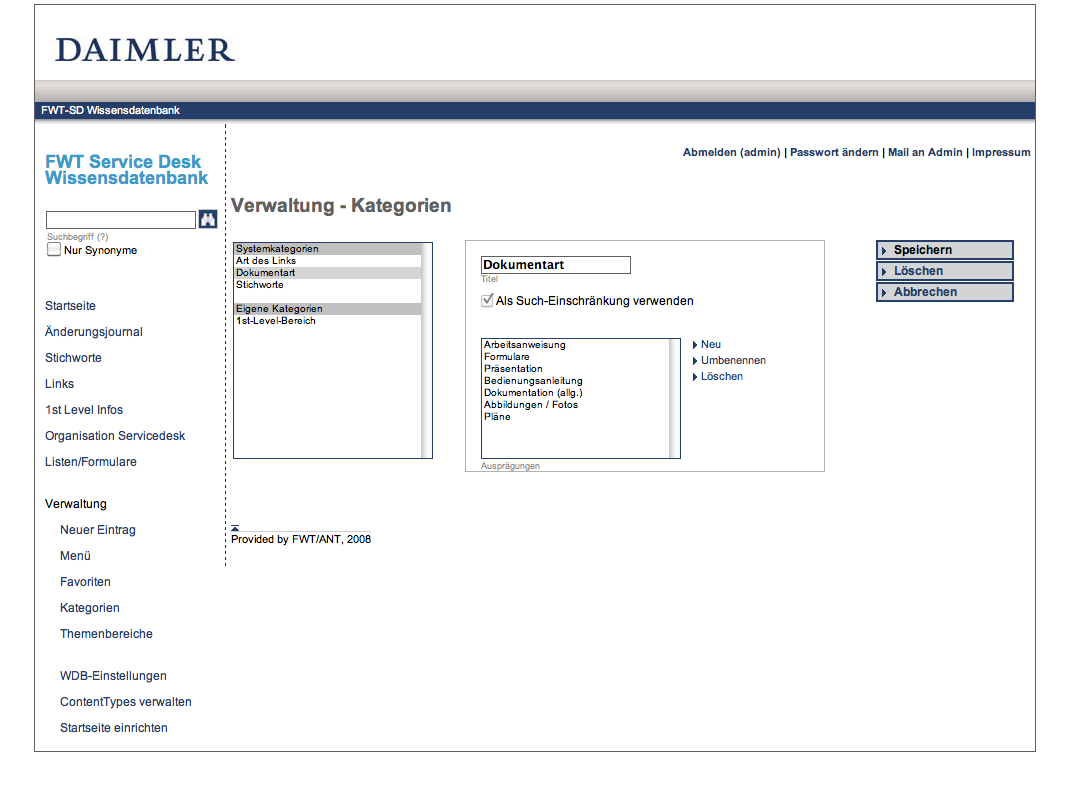 DAIMLER
FWT-SD Wissensdatenbank
Abmelden (admin) | Passwort ändern | Mail an Admin | Impressum
FWT Service Desk
Wissensdatenbank
Suchbegriff (?)
Nur Synonyme
Startseite
Änderungsjournal
Stichworte
Links
1st Level Infos
Organisation Servicedesk
Listen/Formulare
Verwaltung
Neuer Eintrag
Menü
Favoriten
Kategorien
Themenbereiche
WDB-Einstellungen
ContentTypes verwalten
Startseite einrichten
Verwaltung - Kategorien
Systemkategorien
Art des Links
Dokumentart
Stichworte
Eigene Kategorien
1st-Level-Bereich
Dokumentart
Titel
Als Such-Einschränkung verwenden
Arbeitsanweisung
Formulare
Präsentation
Bedienungsanleitung
Dokumentation (allg.)
Abbildungen / Fotos
Pläne
Ausprägungen
Neu
Umbenennen
Löschen
Speichern
Löschen
Abbrechen
Provided by FWT/ANT, 2008